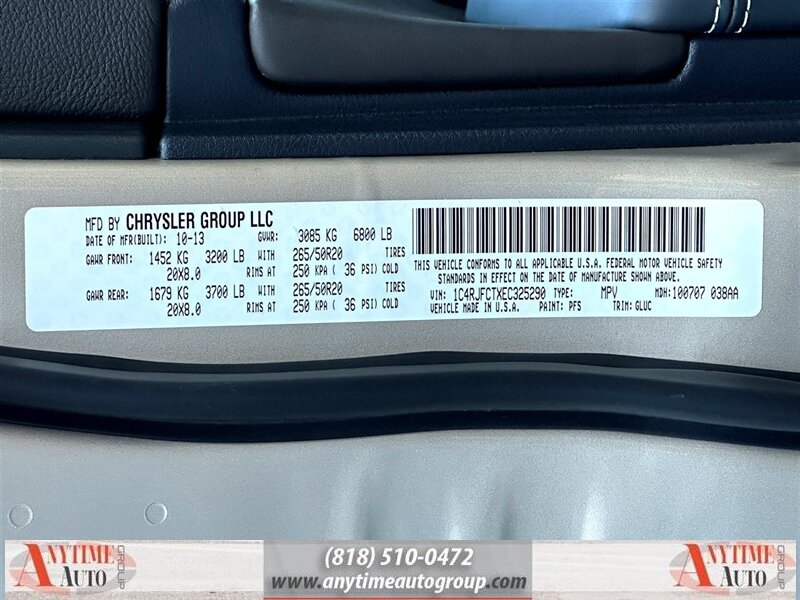 MFD BY CHRYSLER GROUP LLC
DATE OF MFR(BUILT): 10-13 GVWR: 3085 KG 6800 LB
GAWR FRONT: 1452 KG 3200 LB WITH 265/50R20 TIRES
20X8.0 RIMS AT 250 KPA ( 36 PSI) COLD
GAWR REAR: 1679 KG 3700 LB WITH 265/50R20 TIRES
20X8.0 RIMS AT 250 KPA ( 36 PSI) COLD
THIS VEHICLE CONFORMS TO ALL APPLICABLE U.S.A. FEDERAL MOTOR VEHICLE SAFETY
STANDARDS IN EFFECT ON THE DATE OF MANUFACTURE SHOWN ABOVE.
VIN: 1C4RJFCTXEC325290 TYPE: MPV MDH: 100707 038AA
VEHICLE MADE IN U.S.A. PAINT: PFS TRIM: GLUC
ANYTIME AUTO GROUP
(818) 510-0472
www.anytimeautogroup.com
ANYTIME AUTO GROUP